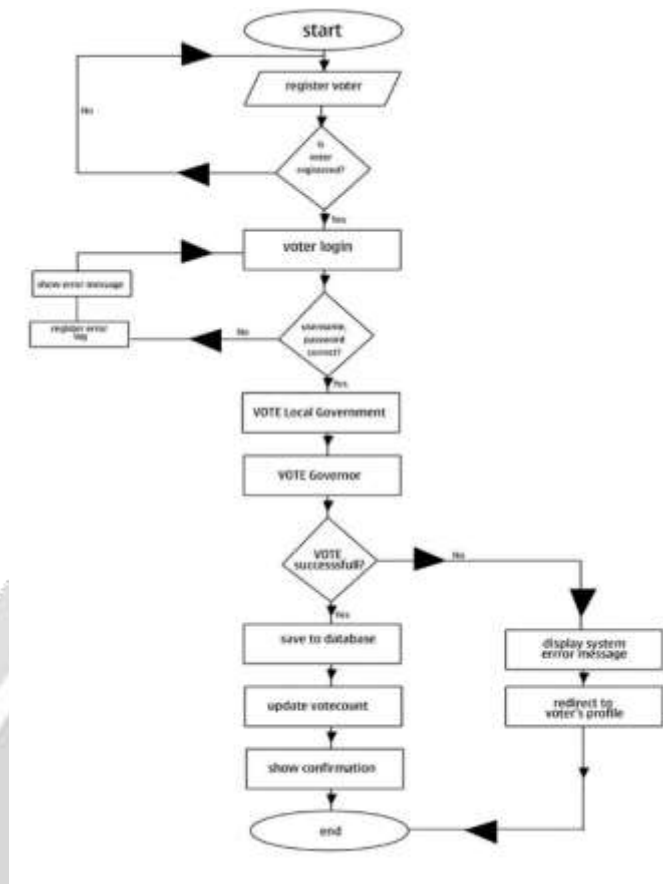 start
register voter
No
is
voter
registered?
Yes
voter login
show error message
register error
log
No
username,
password
correct?
Yes
VOTE Local Government
VOTE Governor
VOTE
successsfull?
No
Yes
save to database
display system
errror message
update votecount
redirect to
voter's profile
show confirmation
end